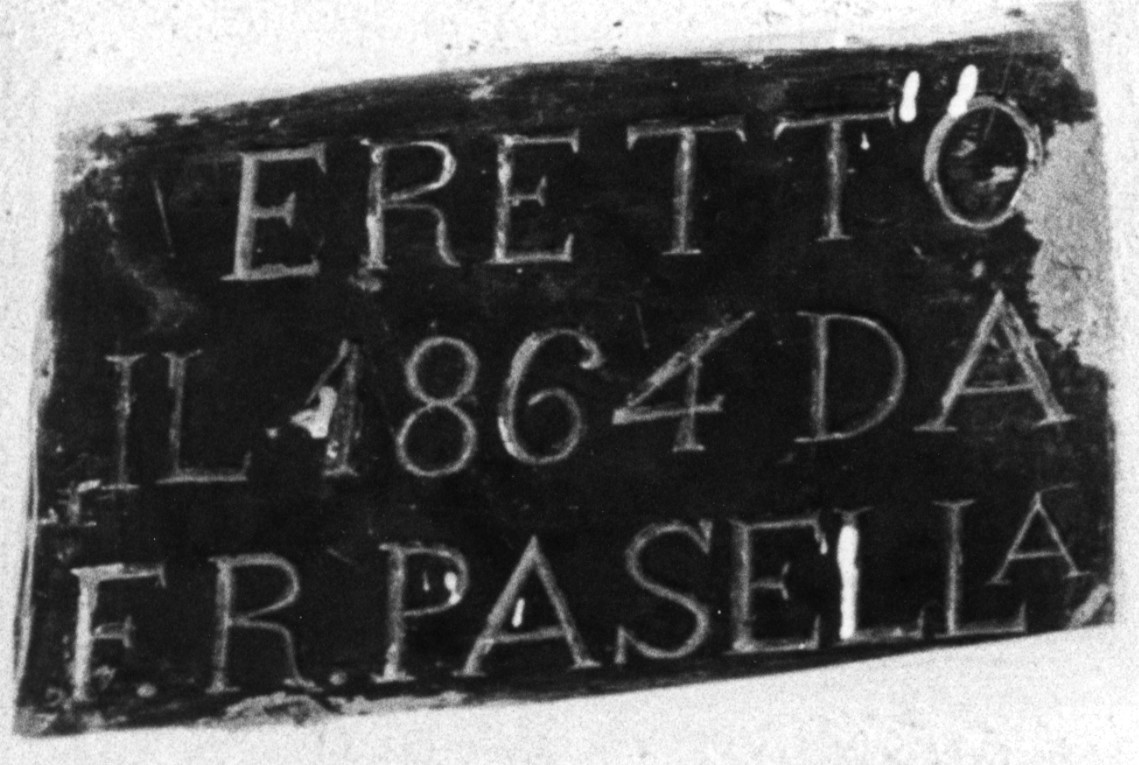 ERETTO
IL 1864 DA
F. R. PASELLA